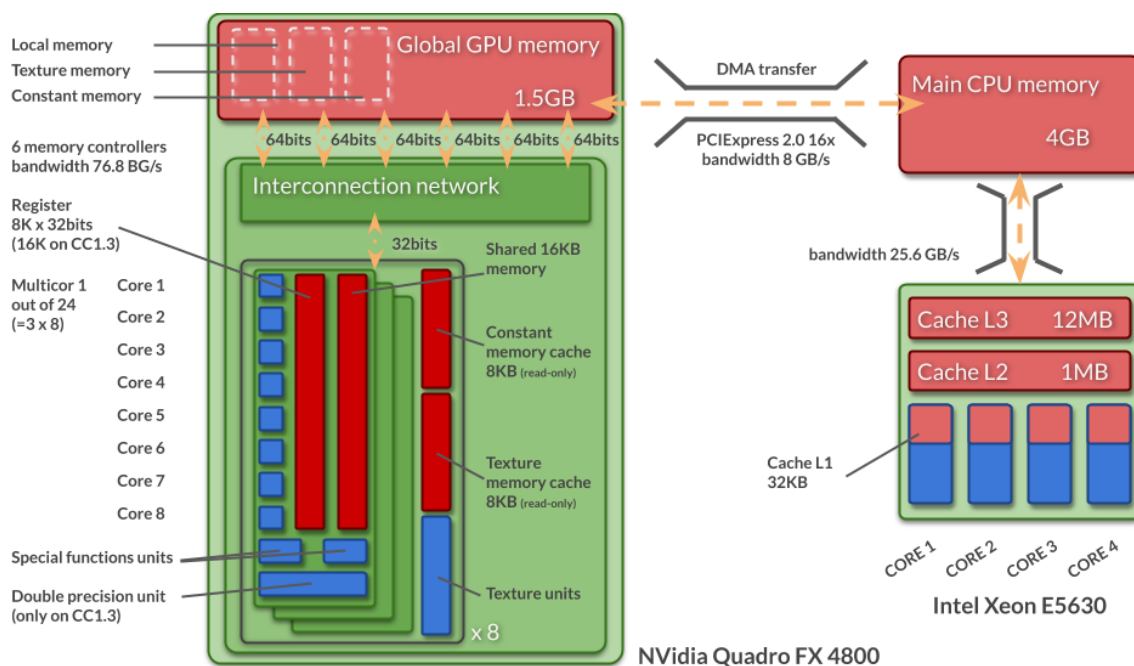 Local memory
Texture memory
Constant memory
Global GPU memory
1.5GB
DMA transfer
PCIExpress 2.0 16x
bandwidth 8 GB/s
Main CPU memory
4GB
6 memory controllers
bandwidth 76.8 BG/s
64bits
64bits
64bits
64bits
64bits
64bits
Interconnection network
Register
8K x 32bits
(16K on CC1.3)
32bits
Shared 16KB
memory
bandwidth 25.6 GB/s
Multicor 1
out of 24
(=3 x 8)
Core 1
Core 2
Core 3
Core 4
Core 5
Core 6
Core 7
Core 8
Constant
memory cache
8KB (read-only)
Texture
memory cache
8KB (read-only)
Special functions units
Double precision unit
(only on CC1.3)
Texture units
x 8
NVidia Quadro FX 4800
Cache L3 12MB
Cache L2 1MB
Cache L1
32KB
CORE 1
CORE 2
CORE 3
CORE 4
Intel Xeon E5630